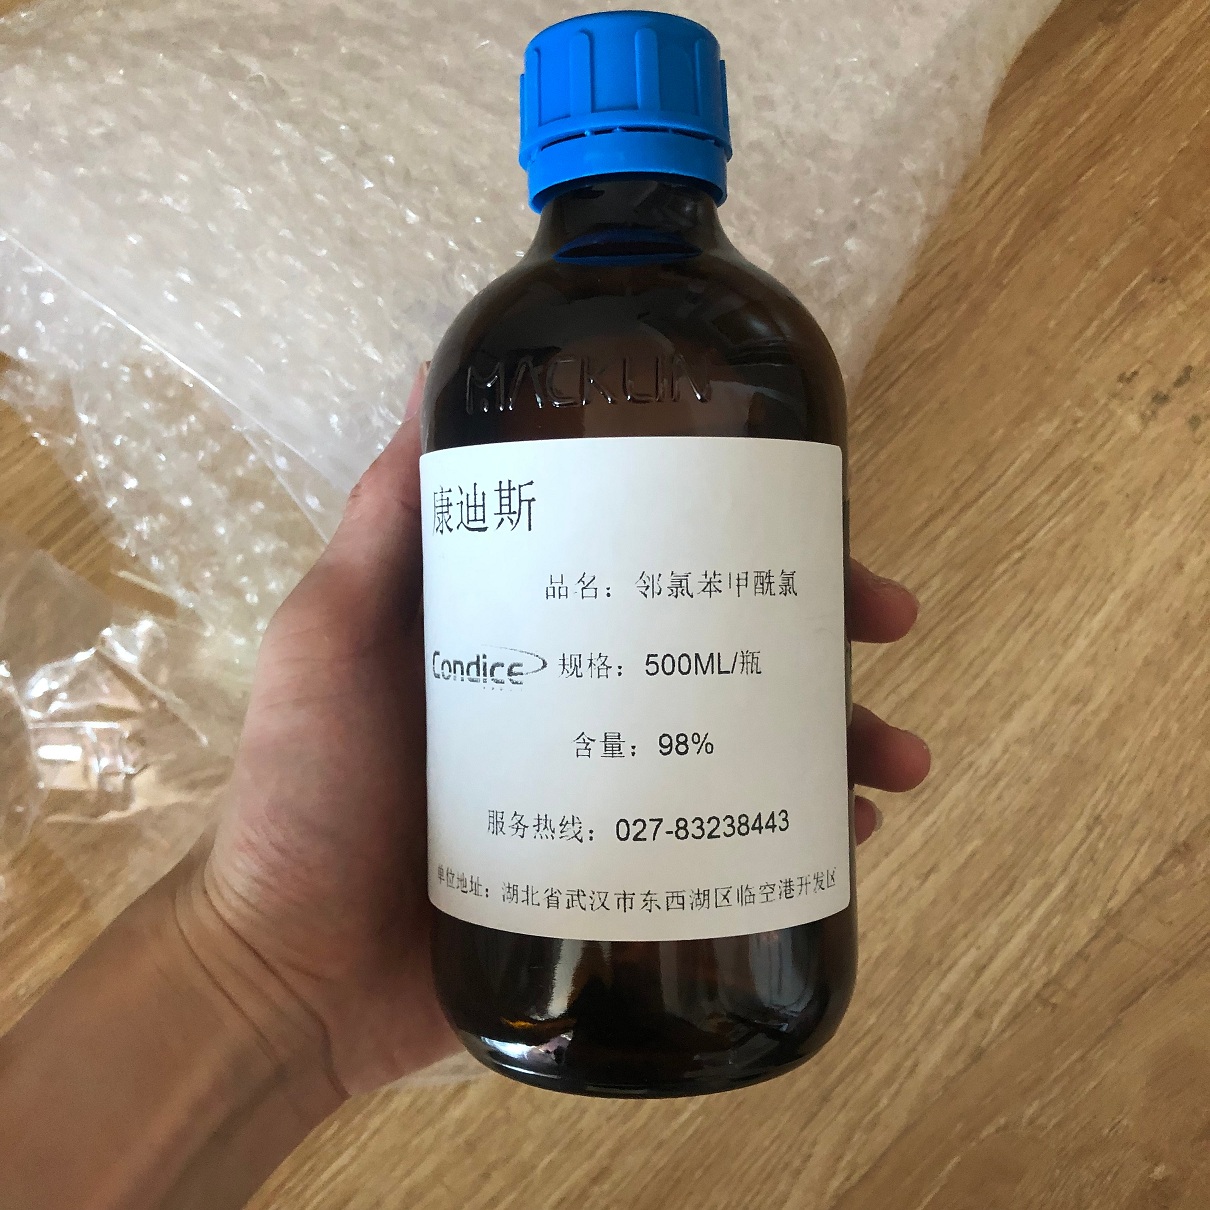 MACKLIN
康迪斯
品名：邻氯苯甲酰氯
Condice
规格：500ML/瓶
含量：98%
服务热线：027-83238443
单位地址：湖北省武汉市东西湖区临空港开发区